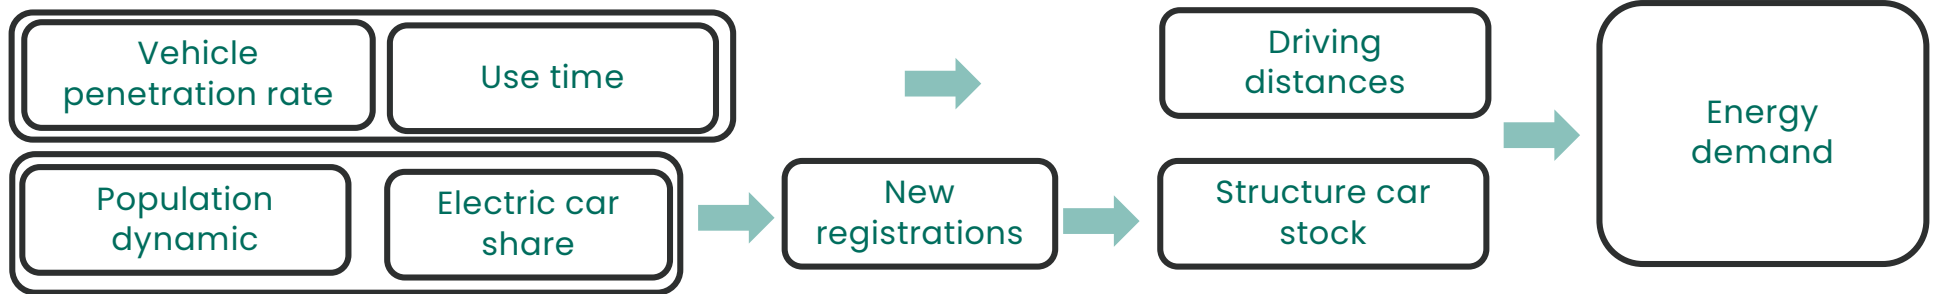 Vehicle
penetration rate
Use time
Driving
distances
Energy
demand
Population
dynamic
Electric car
share
New
registrations
Structure car
stock